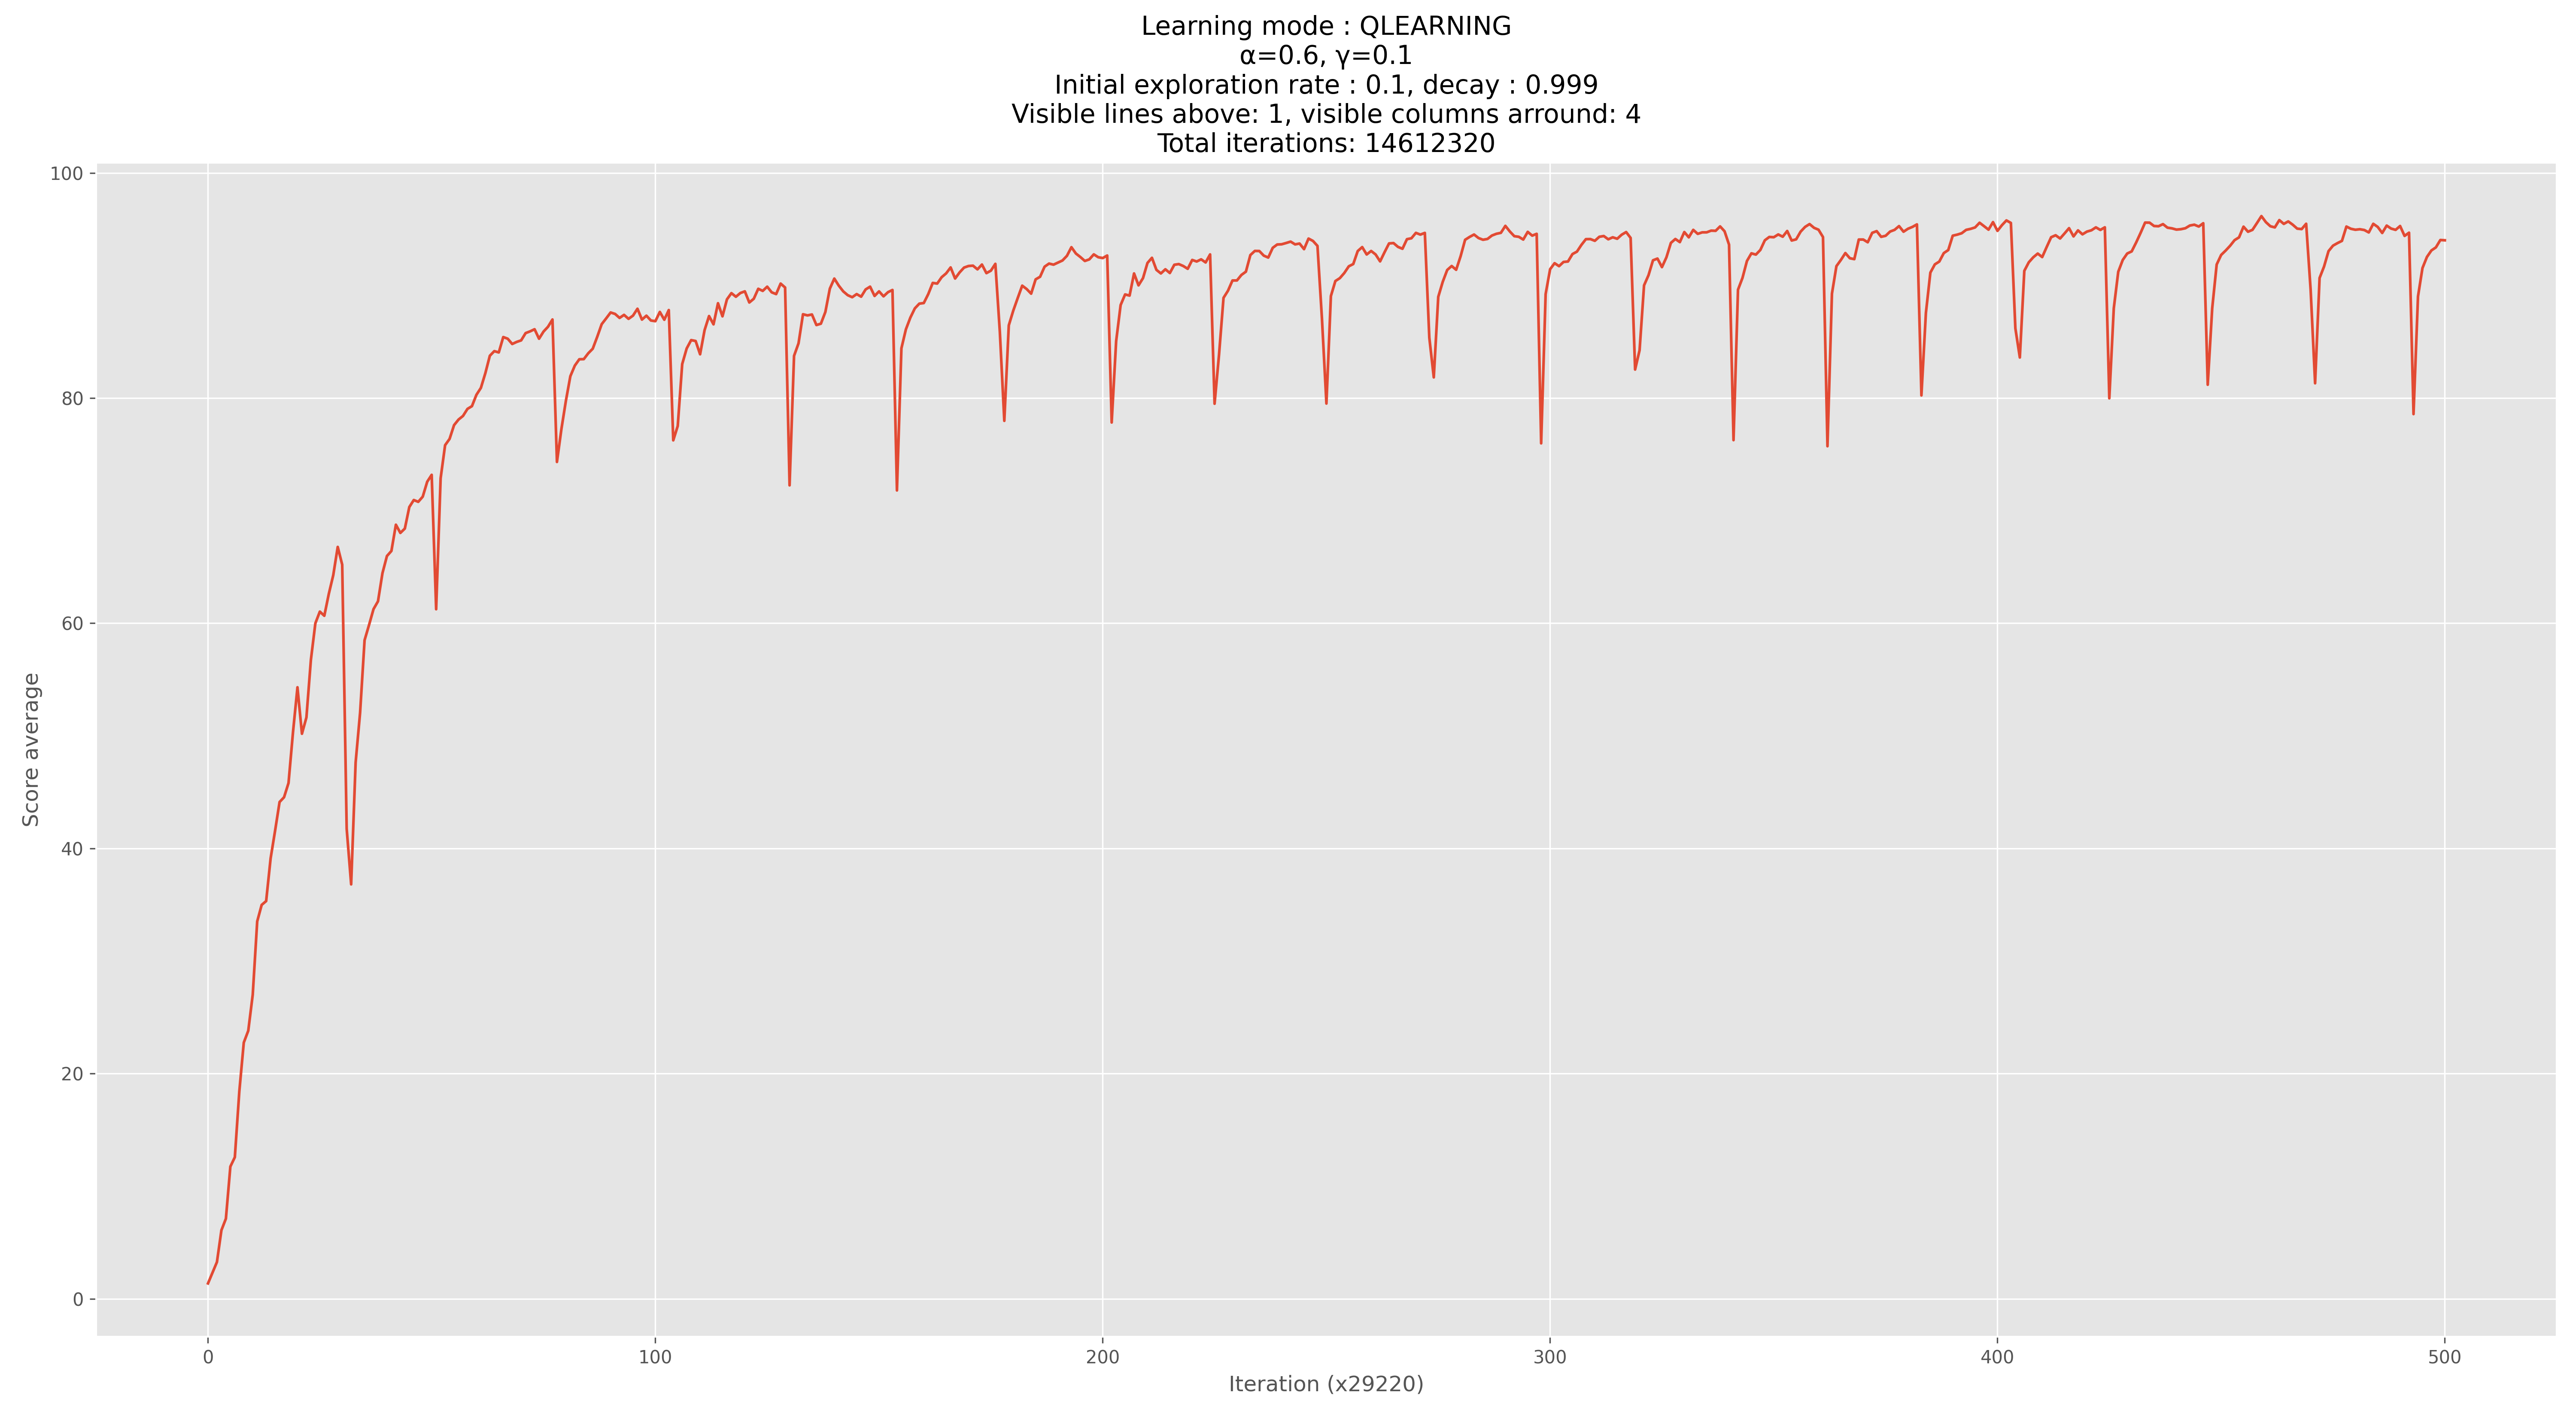 Learning mode : QLEARNING
α=0.6, γ=0.1
Initial exploration rate : 0.1, decay : 0.999
Visible lines above: 1, visible columns arround: 4
Total iterations: 14612320
100
80
60
40
20
0
Score average
0 100 200 300 400 500
Iteration (x29220)